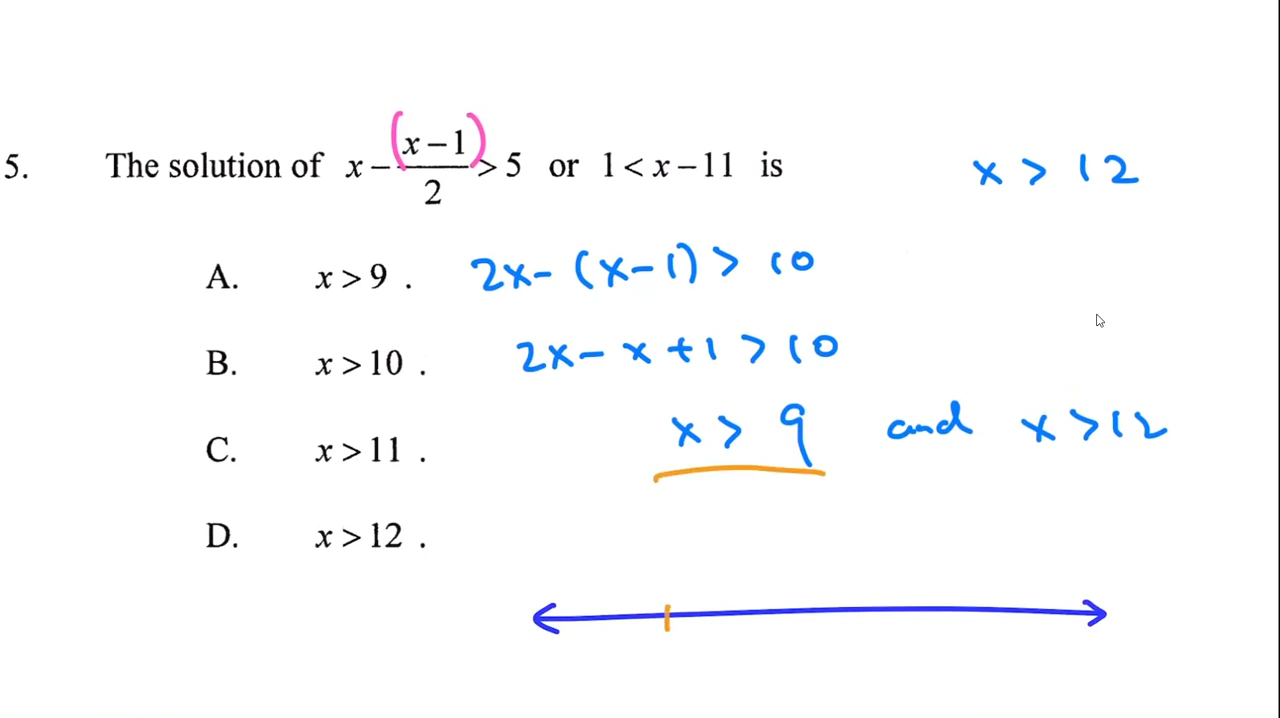 5. The solution of x − (x − 1)/2 > 5 or 1 < x − 11 is
x > 12
A. x > 9 .
2x − (x − 1) > 10
B. x > 10 .
2x − x + 1 > 10
C. x > 11 .
x > 9 and x > 12
D. x > 12 .